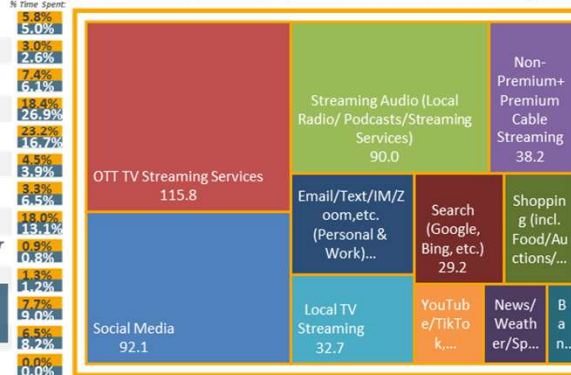 % Time Spent:
5.8%
5.0%
3.0%
2.6%
7.4%
6.1%
18.4%
26.9%
23.2%
16.7%
4.5%
3.9%
3.3%
6.5%
18.0%
13.1%
0.9%
0.8%
1.3%
1.2%
7.7%
9.0%
6.5%
8.2%
0.0%
0.0%
OTT TV Streaming Services
115.8
Social Media
92.1
Streaming Audio (Local
Radio/ Podcasts/Streaming
Services)
90.0
Non-
Premium+
Premium
Cable
Streaming
38.2
Email/Text/IM/Z
oom,etc.
(Personal &
Work)...
Search
(Google,
Bing, etc.)
29.2
Shoppin
g (incl.
Food/Au
ctions/...
Local TV
Streaming
32.7
YouTub
e/TikTo
k,...
News/
Weath
er/Sp...
B
a
n...